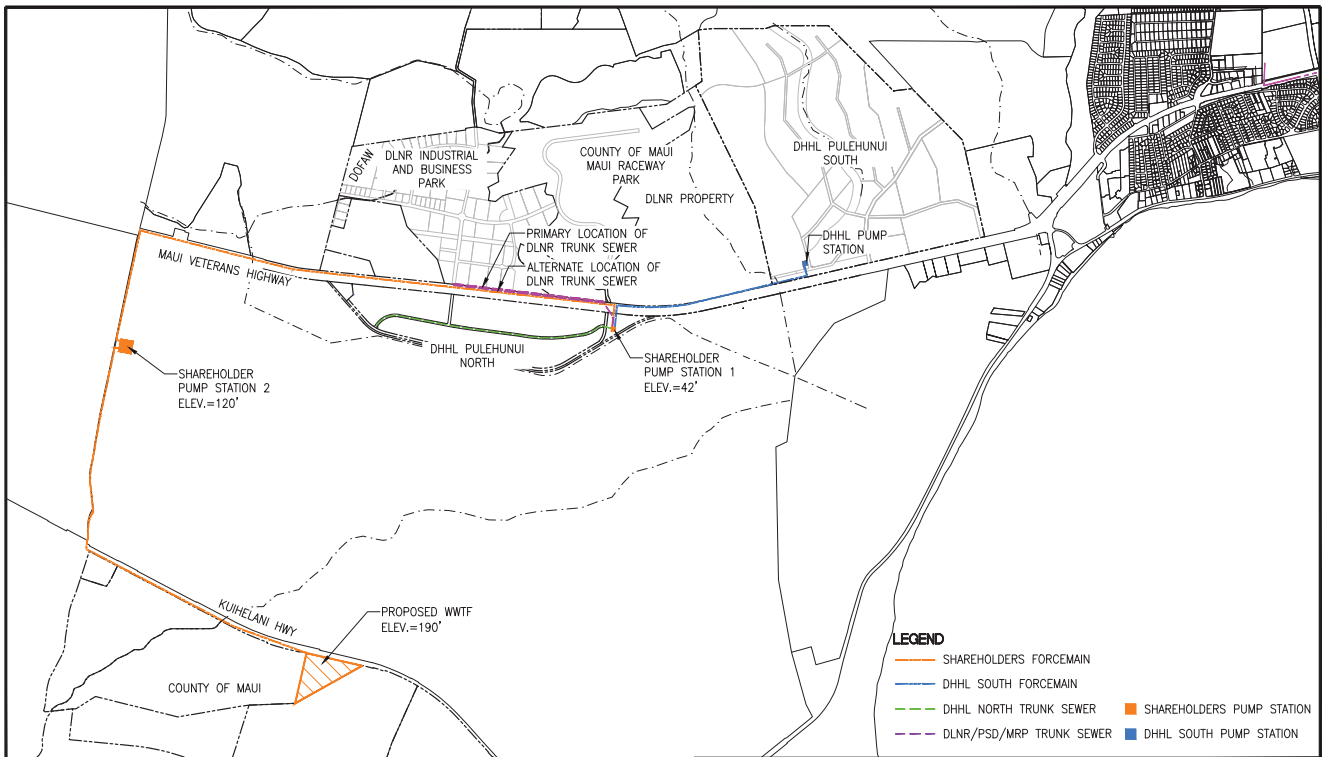 DOFAW
DLNR INDUSTRIAL
AND BUSINESS
PARK
COUNTY OF MAUI
MAUI RACEWAY
PARK
DLNR PROPERTY
DHHL PULEHUNUI
SOUTH
DHHL PUMP
STATION
PRIMARY LOCATION OF
DLNR TRUNK SEWER
ALTERNATE LOCATION OF
DLNR TRUNK SEWER
MAUI VETERANS HIGHWAY
DHHL PULEHUNUI
NORTH
SHAREHOLDER
PUMP STATION 1
ELEV.=42'
SHAREHOLDER
PUMP STATION 2
ELEV.=120'
KUIHELANI HWY
PROPOSED WWTF
ELEV.=190'
COUNTY OF MAUI
LEGEND
SHAREHOLDERS FORCEMAIN
DHHL SOUTH FORCEMAIN
DHHL NORTH TRUNK SEWER
SHAREHOLDERS PUMP STATION
DLNR/PSD/MRP TRUNK SEWER
DHHL SOUTH PUMP STATION